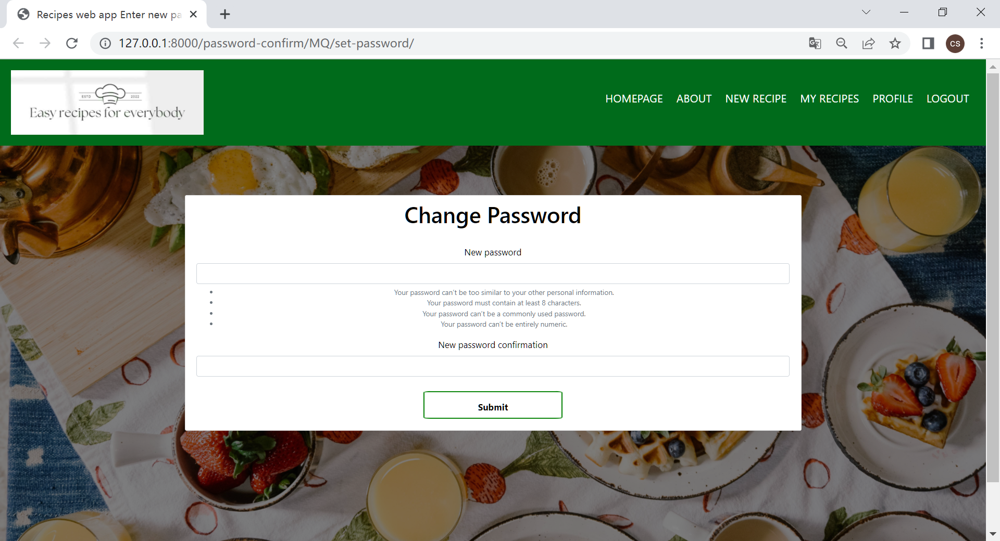 Recipes web app Enter new pa
127.0.0.1:8000/password-confirm/MQ/set-password/
CS
ESTD 2022
Easy recipes for everybody
HOMEPAGE ABOUT NEW RECIPE MY RECIPES PROFILE LOGOUT
Change Password
New password
Your password can't be too similar to your other personal information.
Your password must contain at least 8 characters.
Your password can't be a commonly used password.
Your password can't be entirely numeric.
New password confirmation
Submit